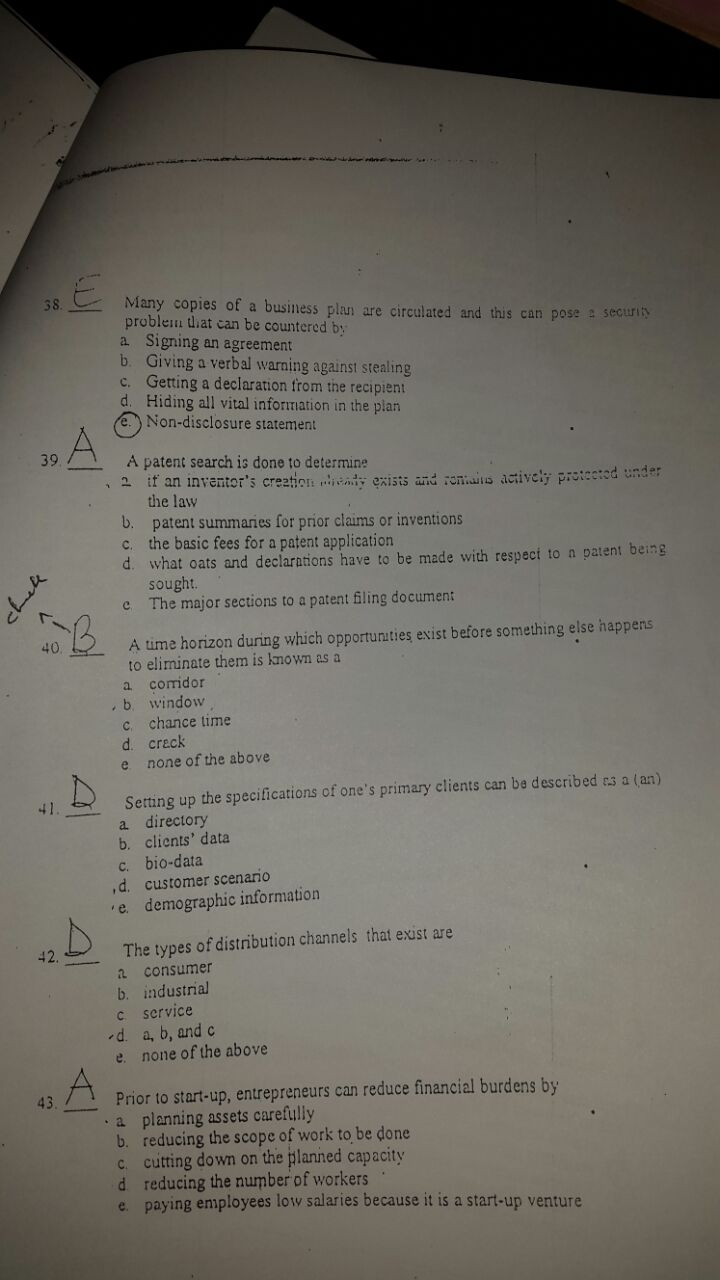 38. E Many copies of a business plan are circulated and this can pose a security
problem that can be countered by
a. Signing an agreement
b. Giving a verbal warning against stealing
c. Getting a declaration from the recipient
d. Hiding all vital information in the plan
e. Non-disclosure statement
39. A A patent search is done to determine
a if an inventor's creation already exists and remains actively protected under
the law
b. patent summaries for prior claims or inventions
c. the basic fees for a patent application
d. what oats and declarations have to be made with respect to a patent being
sought.
e The major sections to a patent filing document
check
40. B A time horizon during which opportunities exist before something else happens
to eliminate them is known as a
a. corridor
b. window
c. chance time
d. crack
e. none of the above
41. D Setting up the specifications of one's primary clients can be described as a (an)
a. directory
b. clients' data
c. bio-data
d. customer scenario
e. demographic information
42. D The types of distribution channels that exist are
a consumer
b. industrial
c service
d. a, b, and c
e. none of the above
43. A Prior to start-up, entrepreneurs can reduce financial burdens by
a planning assets carefully
b. reducing the scope of work to be done
c. cutting down on the planned capacity
d reducing the number of workers
e. paying employees low salaries because it is a start-up venture